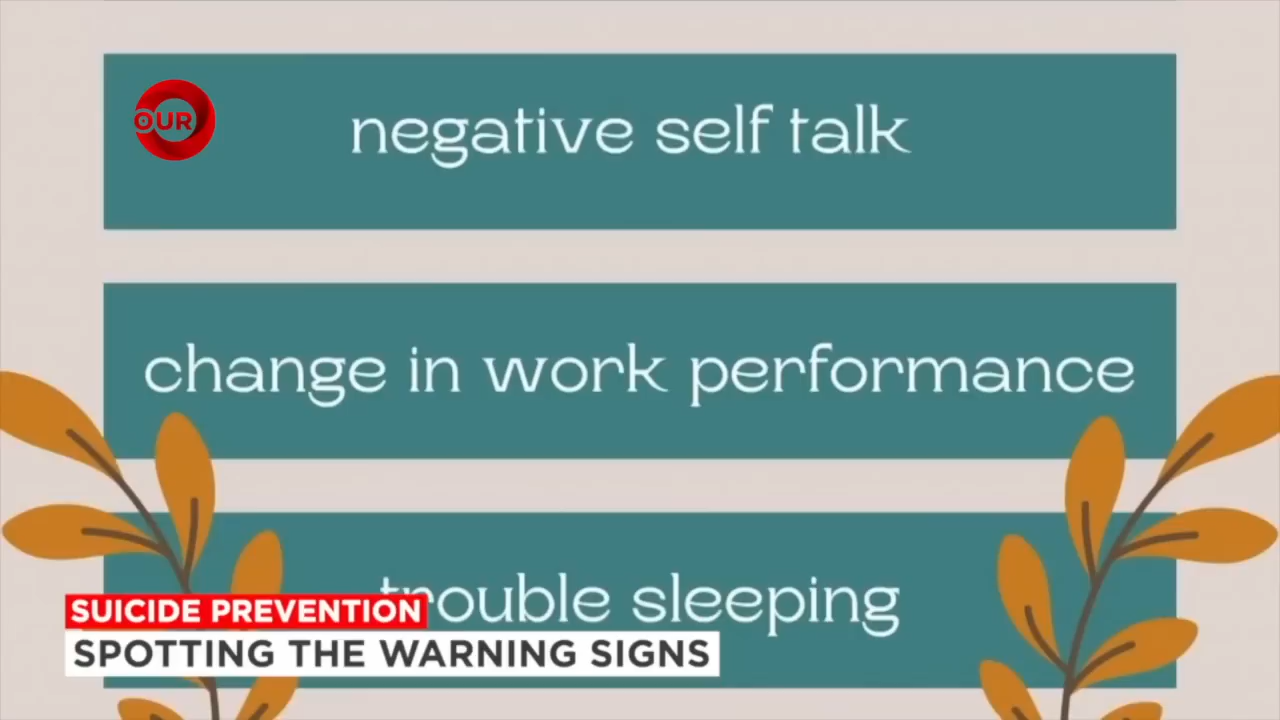 OUR
negative self talk
change in work performance
trouble sleeping
SUICIDE PREVENTION
SPOTTING THE WARNING SIGNS